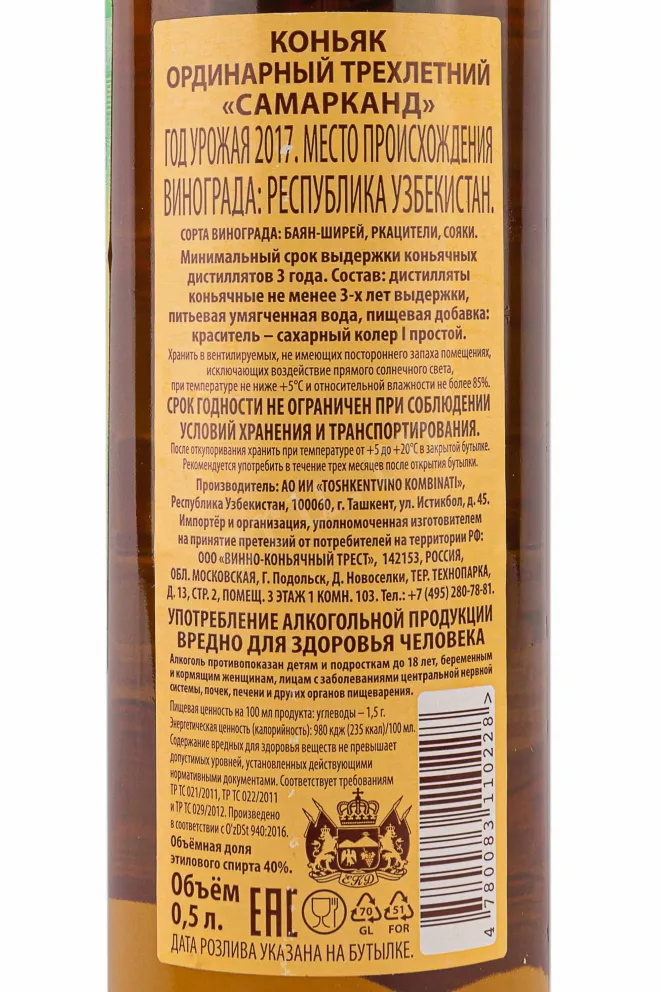 КОНЬЯК
ОРДИНАРНЫЙ ТРЕХЛЕТНИЙ
«САМАРКАНД»
ГОД УРОЖАЯ 2017. МЕСТО ПРОИСХОЖДЕНИЯ
ВИНОГРАДА: РЕСПУБЛИКА УЗБЕКИСТАН.
СОРТА ВИНОГРАДА: БАЯН-ШИРЕЙ, РКАЦИТЕЛИ, СОЯКИ.
Минимальный срок выдержки коньячных
дистиллятов 3 года. Состав: дистилляты
коньячные не менее 3-х лет выдержки,
питьевая умягченная вода, пищевая добавка:
краситель – сахарный колер I простой.
Хранить в вентилируемых, не имеющих постороннего запаха помещениях,
исключающих воздействие прямого солнечного света,
при температуре не ниже +5°С и относительной влажности не более 85%.
СРОК ГОДНОСТИ НЕ ОГРАНИЧЕН ПРИ СОБЛЮДЕНИИ
УСЛОВИЙ ХРАНЕНИЯ И ТРАНСПОРТИРОВАНИЯ.
После откупоривания хранить при температуре от +5 до +20°С в закрытой бутылке.
Рекомендуется употребить в течение трех месяцев после открытия бутылки.
Производитель: АО ИИ «TOSHKENTVINO KOMBINATI»,
Республика Узбекистан, 100060, г. Ташкент, ул. Истикбол, д. 45.
Импортёр и организация, уполномоченная изготовителем
на принятие претензий от потребителей на территории РФ:
ООО «ВИННО-КОНЬЯЧНЫЙ ТРЕСТ», 142153, РОССИЯ,
ОБЛ. МОСКОВСКАЯ, Г. Подольск, Д. Новоселки, ТЕР. ТЕХНОПАРКА,
Д. 13, СТР. 2, ПОМЕЩ. 3 ЭТАЖ 1 КОМН. 103. Тел.: +7 (495) 280-78-81.
УПОТРЕБЛЕНИЕ АЛКОГОЛЬНОЙ ПРОДУКЦИИ
ВРЕДНО ДЛЯ ЗДОРОВЬЯ ЧЕЛОВЕКА
Алкоголь противопоказан детям и подросткам до 18 лет, беременным
и кормящим женщинам, лицам с заболеваниями центральной нервной
системы, почек, печени и других органов пищеварения.
Пищевая ценность на 100 мл продукта: углеводы – 1,5 г.
Энергетическая ценность (калорийность): 980 кдж (235 ккал)/100 мл.
Содержание вредных для здоровья веществ не превышает
допустимых уровней, установленных действующими
нормативными документами. Соответствует требованиям
ТР ТС 021/2011, ТР ТС 022/2011
и ТР ТС 029/2012. Произведено
в соответствии с O'zDSt 940:2016.
Объёмная доля
этилового спирта 40%.
Объём
0,5 л.
ЕАС
70
GL
51
FOR
ЕКД
4 780083 110228 >
ДАТА РОЗЛИВА УКАЗАНА НА БУТЫЛКЕ.